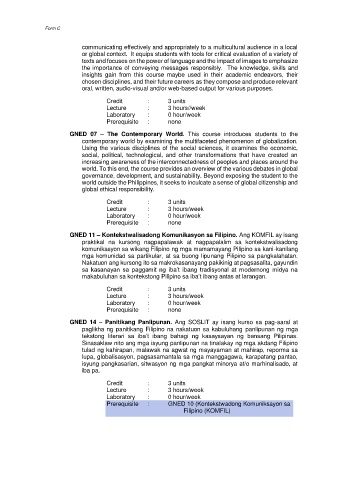 Form C
communicating effectively and appropriately to a multicultural audience in a local
or global context. It equips students with tools for critical evaluation of a variety of
texts and focuses on the power of language and the impact of images to emphasize
the importance of conveying messages responsibly. The knowledge, skills and
insights gain from this course maybe used in their academic endeavors, their
chosen disciplines, and their future careers as they compose and produce relevant
oral, written, audio-visual and/or web-based output for various purposes.
Credit : 3 units
Lecture : 3 hours/week
Laboratory : 0 hour/week
Prerequisite : none
GNED 07 – The Contemporary World. This course introduces students to the
contemporary world by examining the multifaceted phenomenon of globalization.
Using the various disciplines of the social sciences, it examines the economic,
social, political, technological, and other transformations that have created an
increasing awareness of the interconnectedness of peoples and places around the
world. To this end, the course provides an overview of the various debates in global
governance, development, and sustainability. Beyond exposing the student to the
world outside the Philippines, it seeks to inculcate a sense of global citizenship and
global ethical responsibility.
Credit : 3 units
Lecture : 3 hours/week
Laboratory : 0 hour/week
Prerequisite : none
GNED 11 – Kontekstwalisadong Komunikasyon sa Filipino. Ang KOMFIL ay isang
praktikal na kursong nagpapalawak at nagpapalalim sa kontekstwalisadong
komunikasyon sa wikang Filipino ng mga mamamayang Pilipino sa kani-kanilang
mga komunidad sa partikular, at sa buong lipunang Pilipino sa pangkalahatan.
Nakatuon ang kursong ito sa makrokasanayang pakikinig at pagsasalita, gayundin
sa kasanayan sa paggamit ng iba't ibang tradisyonal at modernong midya na
makabuluhan sa kontekstong Pilipino sa iba't ibang antas at larangan.
Credit : 3 units
Lecture : 3 hours/week
Laboratory : 0 hour/week
Prerequisite : none
GNED 14 – Panitikang Panlipunan. Ang SOSLIT ay isang kurso sa pag-aaral at
paglikha ng panitikang Filipino na nakatuon sa kabuluhang panlipunan ng mga
tekstong literari sa iba't ibang bahagi ng kasaysayan ng bansang Pilipinas.
Sinasaklaw nito ang mga isyung panlipunan na tinalakay ng mga akdang Filipino
tulad ng kahirapan, malawak na agwat ng mayayaman at mahirap, reporma sa
lupa, globalisasyon, pagsasamantala sa mga manggagawa, karapatang pantao,
isyung pangkasarian, sitwasyon ng mga pangkat minorya at/o marhinalisado, at
iba pa.
Credit : 3 units
Lecture : 3 hours/week
Laboratory : 0 hour/week
Prerequisite : GNED 10 (Kontekstwadong Komunikasyon sa
Filipino (KOMFIL)